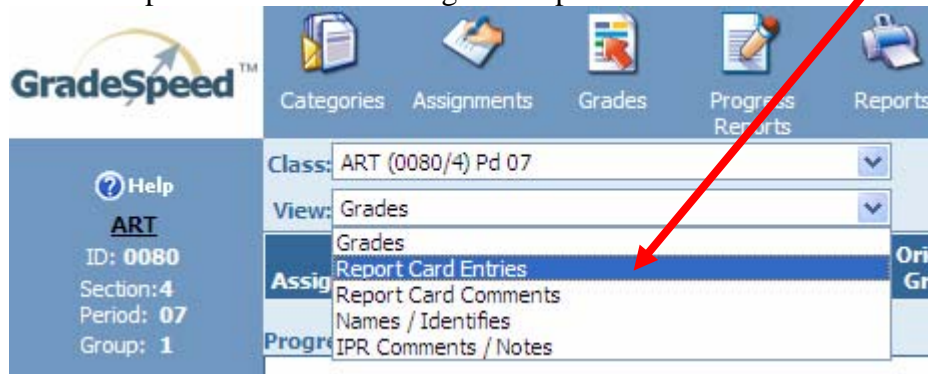 GradeSpeed™
Categories Assignments Grades Progress Reports Reports
Class: ART (0080/4) Pd 07
View: Grades
Help
ART
ID: 0080
Section: 4
Period: 07
Group: 1
Grades
Report Card Entries
Report Card Comments
Names / Identifies
IPR Comments / Notes